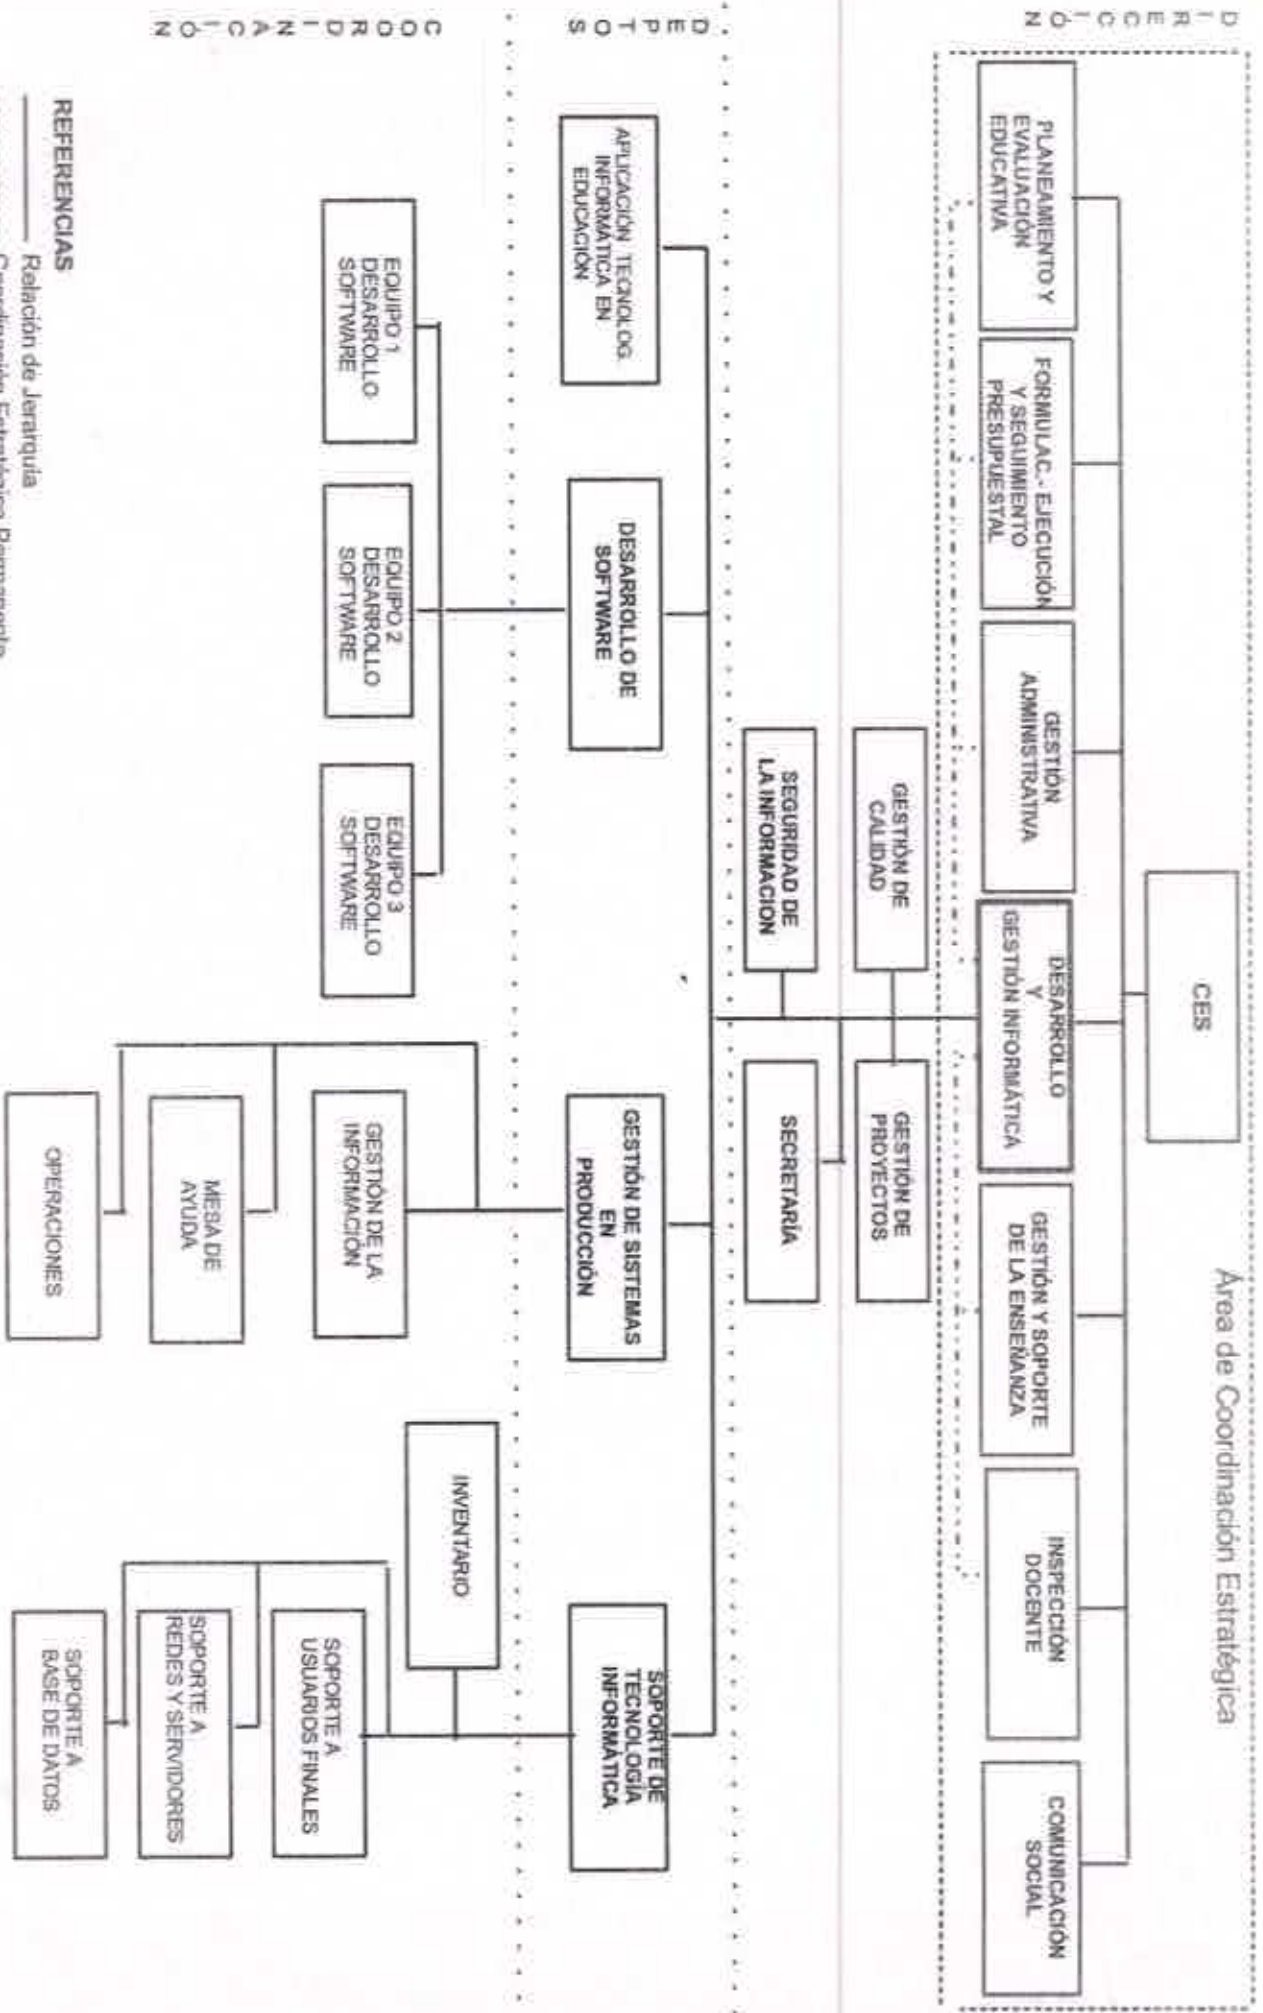 Área de Coordinación Estratégica
D
I
R
E
C
C
I
Ó
N
CES
PLANEAMIENTO Y
EVALUACIÓN
EDUCATIVA
FORMULAC.- EJECUCIÓN
Y SEGUIMIENTO
PRESUPUESTAL
GESTIÓN
ADMINISTRATIVA
DESARROLLO
Y
GESTIÓN INFORMÁTICA
GESTIÓN Y SOPORTE
DE LA ENSEÑANZA
INSPECCIÓN
DOCENTE
COMUNICACIÓN
SOCIAL
GESTIÓN DE
CALIDAD
GESTIÓN DE
PROYECTOS
SEGURIDAD DE
LA INFORMACIÓN
SECRETARÍA
D
E
P
T
O
S
APLICACIÓN TECNOLOG.
INFORMÁTICA EN
EDUCACIÓN
DESARROLLO DE
SOFTWARE
GESTIÓN DE SISTEMAS
EN
PRODUCCIÓN
SOPORTE DE
TECNOLOGÍA
INFORMÁTICA
C
O
O
R
D
I
N
A
C
I
Ó
N
EQUIPO 1
DESARROLLO
SOFTWARE
EQUIPO 2
DESARROLLO
SOFTWARE
EQUIPO 3
DESARROLLO
SOFTWARE
GESTIÓN DE LA
INFORMACIÓN
MESA DE
AYUDA
OPERACIONES
INVENTARIO
SOPORTE A
USUARIOS FINALES
SOPORTE A
REDES Y SERVIDORES
SOPORTE A
BASE DE DATOS
REFERENCIAS
Relación de Jerarquía
Coordinación Estratégica Permanente